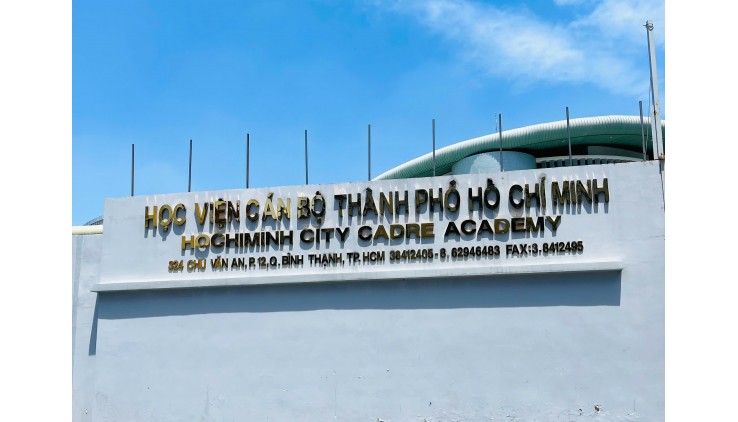 HỌC VIỆN CÁN BỘ THÀNH PHỐ HỒ CHÍ MINH
HOCHIMINH CITY CADRE ACADEMY
324 CHU VĂN AN, P. 12, Q. BÌNH THẠNH, TP. HCM 38412405 - 8, 62946483 FAX: 3. 8412495